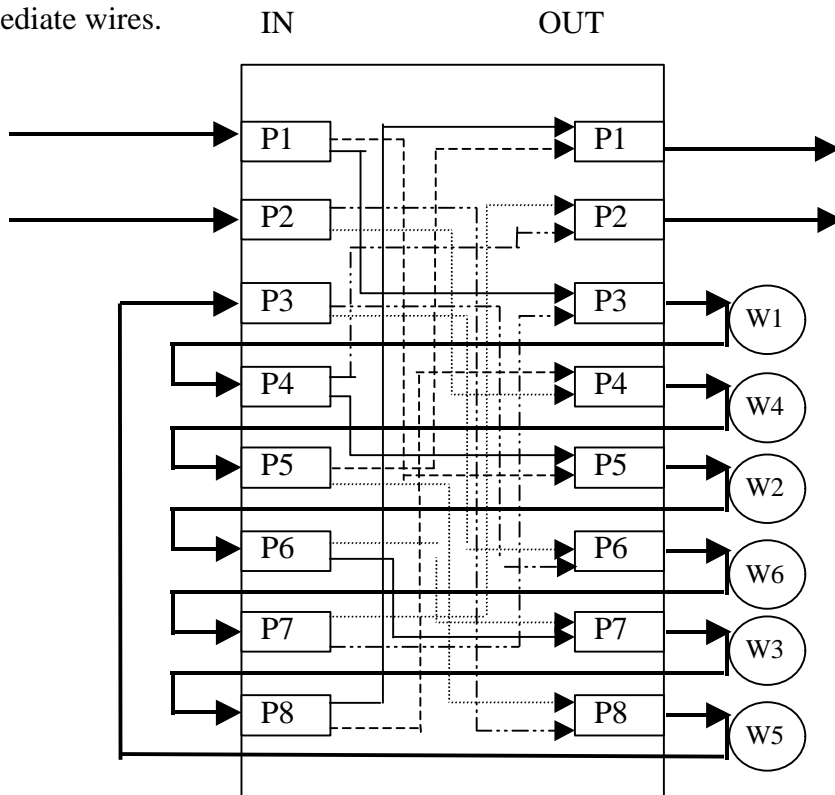 ediate wires.
IN OUT
P1 P1
P2 P2
P3 P3 W1
P4 P4 W4
P5 P5 W2
P6 P6 W6
P7 P7 W3
P8 P8 W5